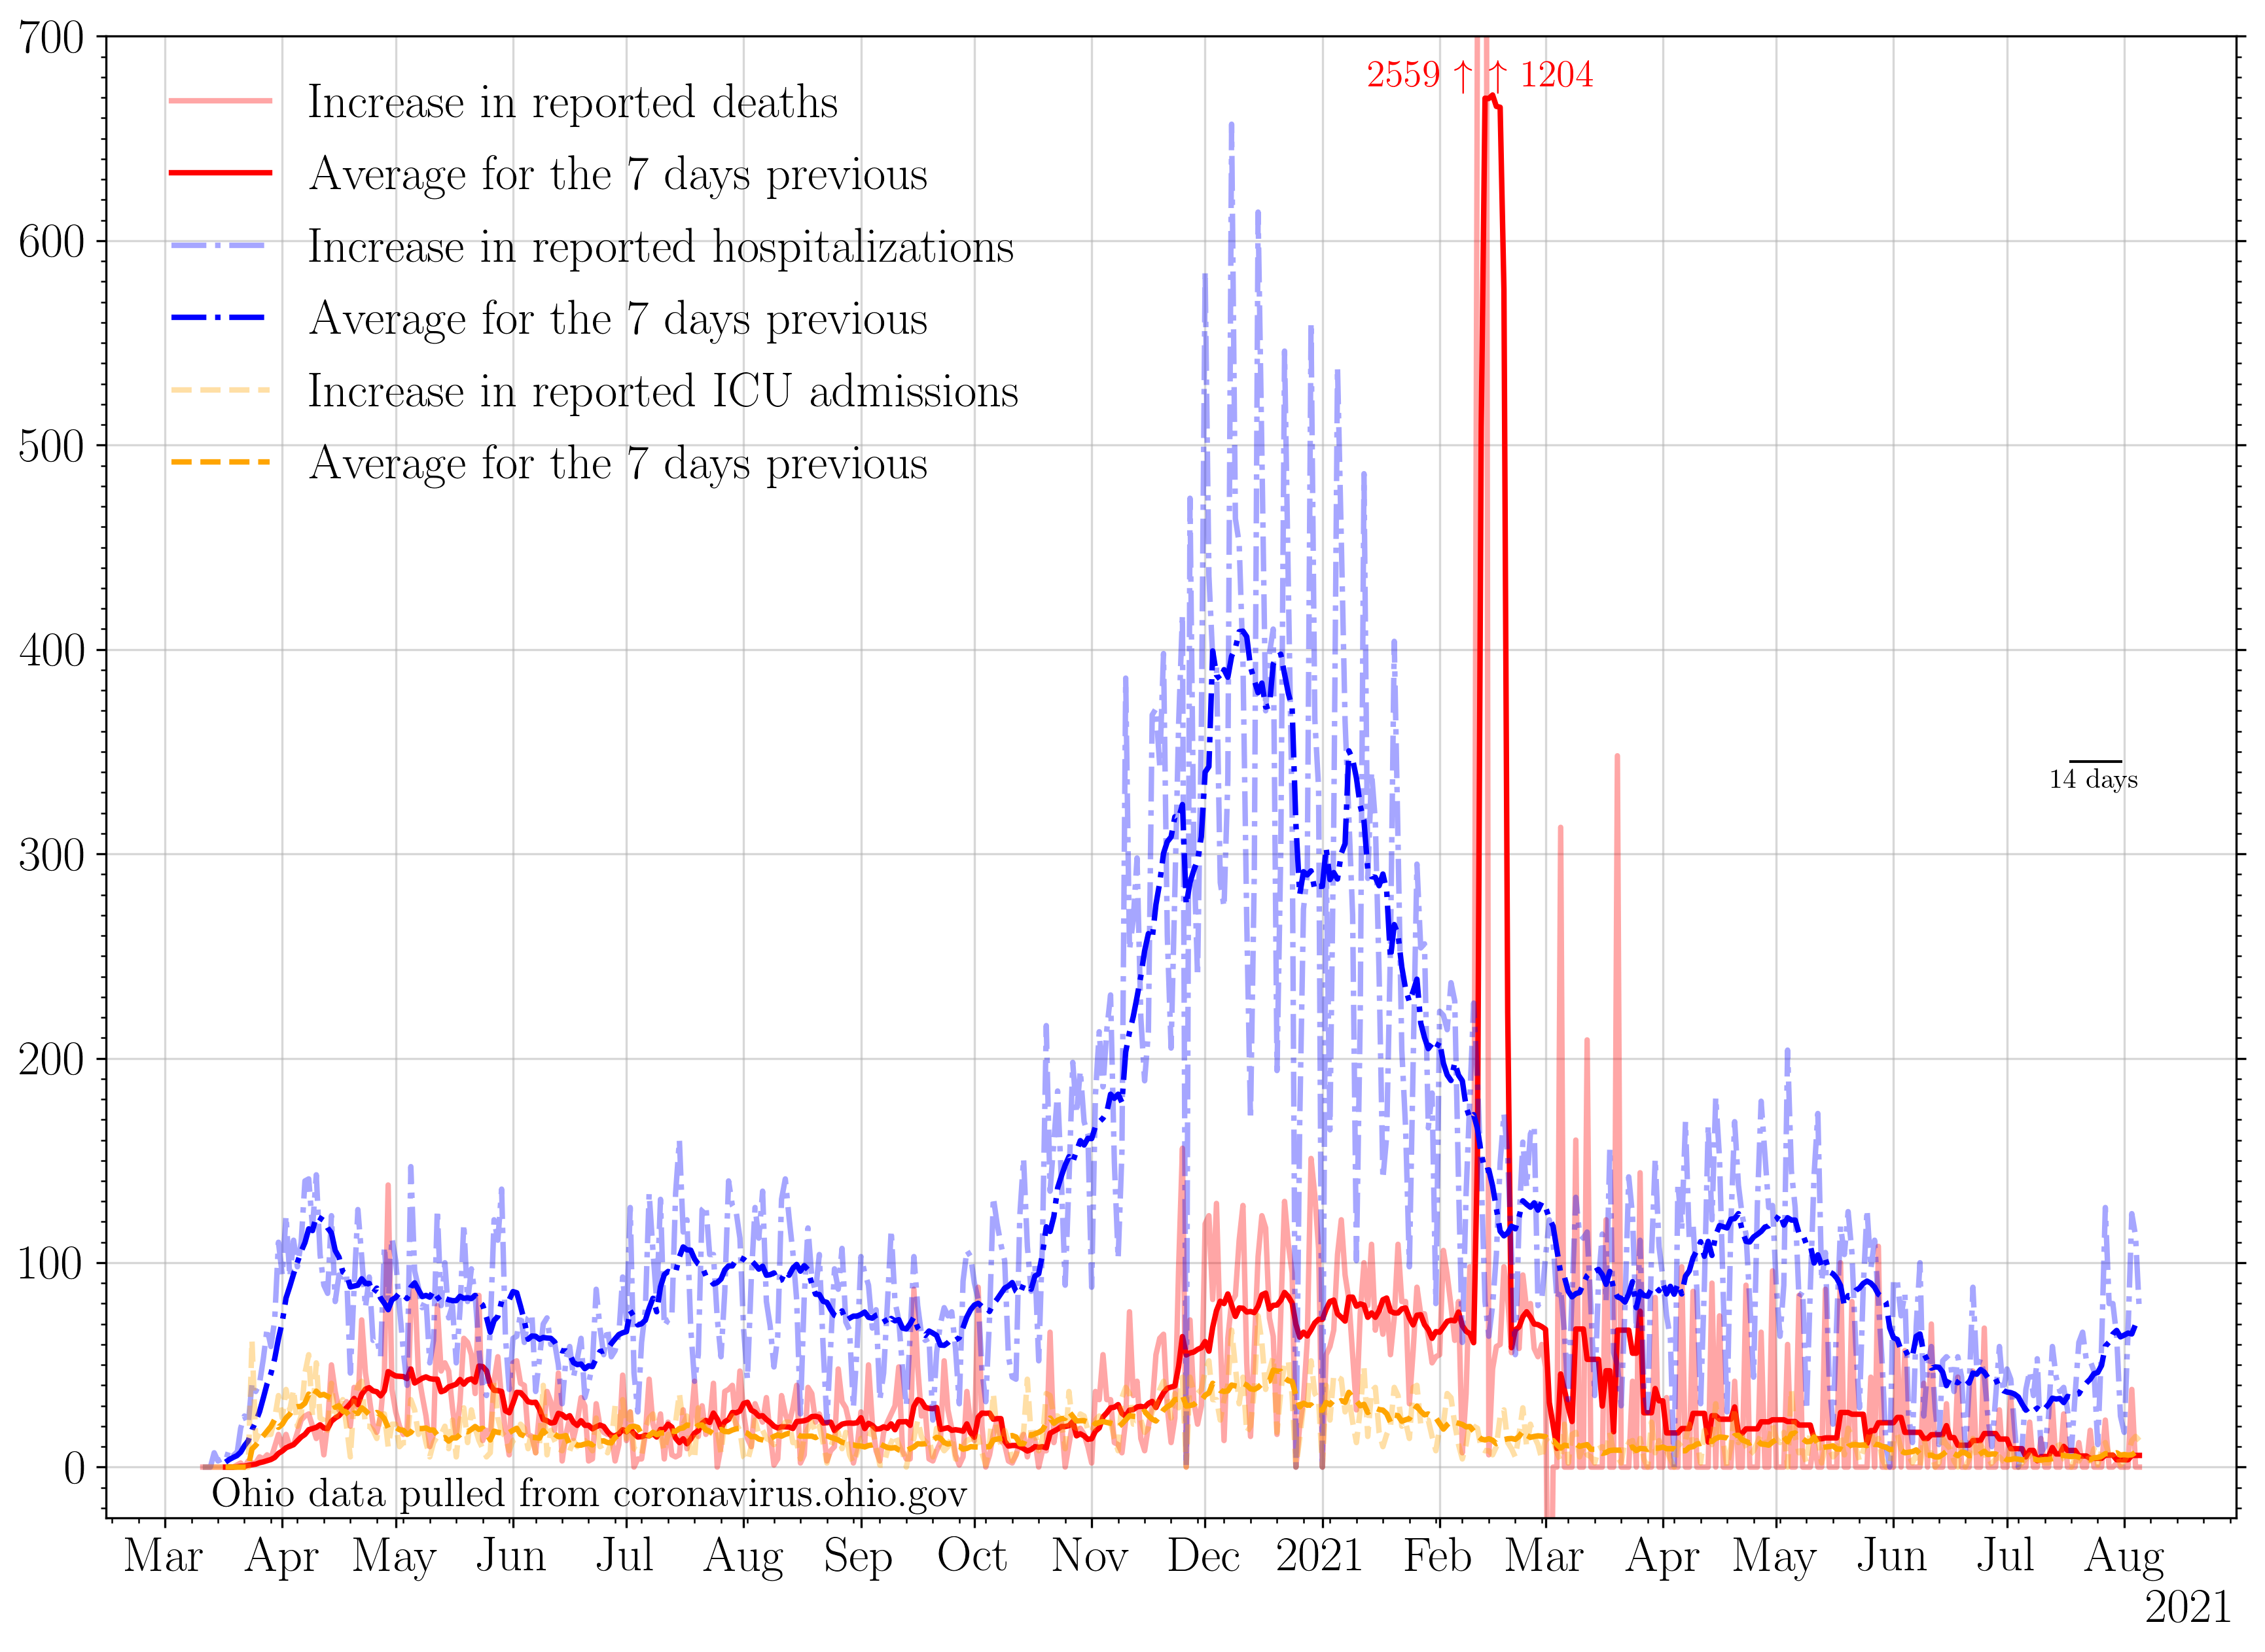 700
600
500
400
300
200
100
0
2559 ↑ ↑ 1204
Increase in reported deaths
Average for the 7 days previous
Increase in reported hospitalizations
Average for the 7 days previous
Increase in reported ICU admissions
Average for the 7 days previous
14 days
Ohio data pulled from coronavirus.ohio.gov
Mar Apr May Jun Jul Aug Sep Oct Nov Dec 2021 Feb Mar Apr May Jun Jul Aug
2021